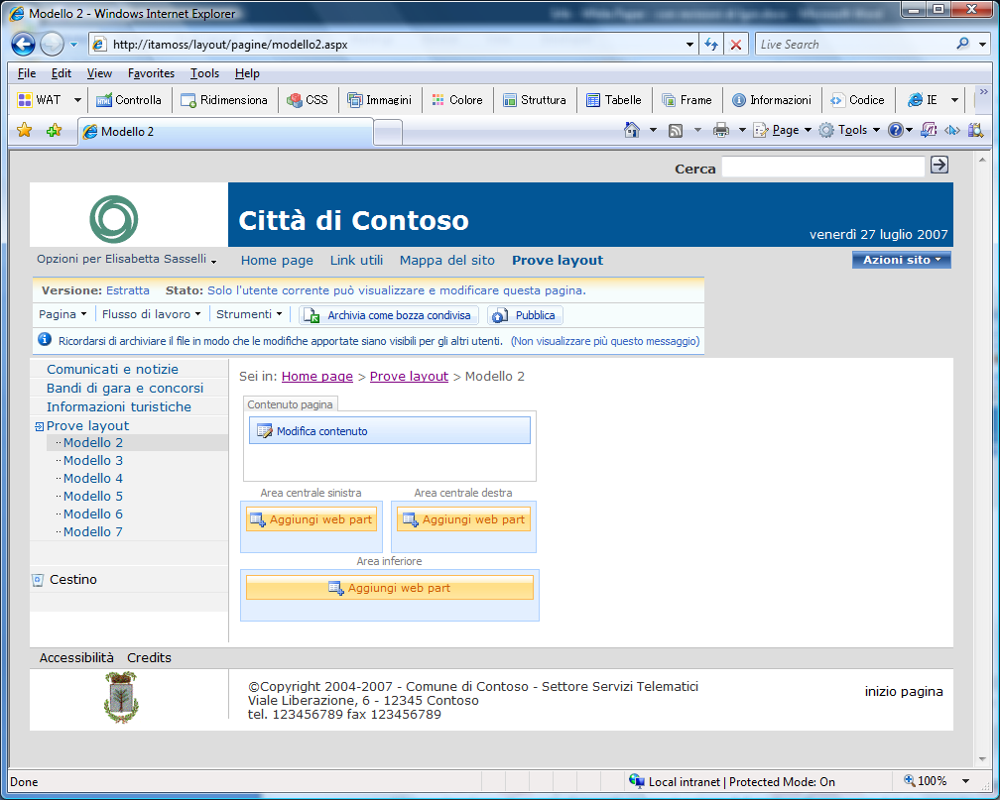 Modello 2 - Windows Internet Explorer
http://itamoss/layout/pagine/modello2.aspx
Live Search
File Edit View Favorites Tools Help
WAT Controlla Ridimensiona CSS Immagini Colore Struttura Tabelle Frame Informazioni Codice IE
Modello 2
Page Tools
Cerca
Città di Contoso
venerdì 27 luglio 2007
Opzioni per Elisabetta Sasselli Home page Link utili Mappa del sito Prove layout Azioni sito
Versione: Estratta Stato: Solo l'utente corrente può visualizzare e modificare questa pagina.
Pagina Flusso di lavoro Strumenti Archivia come bozza condivisa Pubblica
Ricordarsi di archiviare il file in modo che le modifiche apportate siano visibili per gli altri utenti. (Non visualizzare più questo messaggio)
Comunicati e notizie
Bandi di gara e concorsi
Informazioni turistiche
Prove layout
Modello 2
Modello 3
Modello 4
Modello 5
Modello 6
Modello 7
Cestino
Sei in: Home page > Prove layout > Modello 2
Contenuto pagina
Modifica contenuto
Area centrale sinistra Area centrale destra
Aggiungi web part Aggiungi web part
Area inferiore
Aggiungi web part
Accessibilità Credits
©Copyright 2004-2007 - Comune di Contoso - Settore Servizi Telematici
Viale Liberazione, 6 - 12345 Contoso
tel. 123456789 fax 123456789
inizio pagina
Done Local intranet | Protected Mode: On 100%